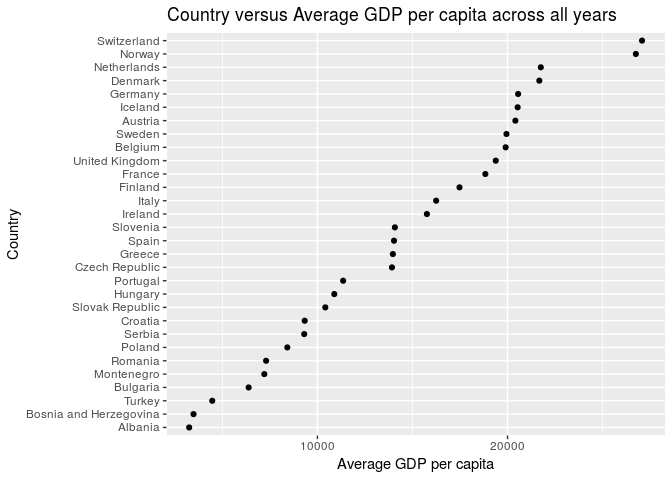 Country versus Average GDP per capita across all years
Country
Switzerland
Norway
Netherlands
Denmark
Germany
Iceland
Austria
Sweden
Belgium
United Kingdom
France
Finland
Italy
Ireland
Slovenia
Spain
Greece
Czech Republic
Portugal
Hungary
Slovak Republic
Croatia
Serbia
Poland
Romania
Montenegro
Bulgaria
Turkey
Bosnia and Herzegovina
Albania
10000 20000
Average GDP per capita